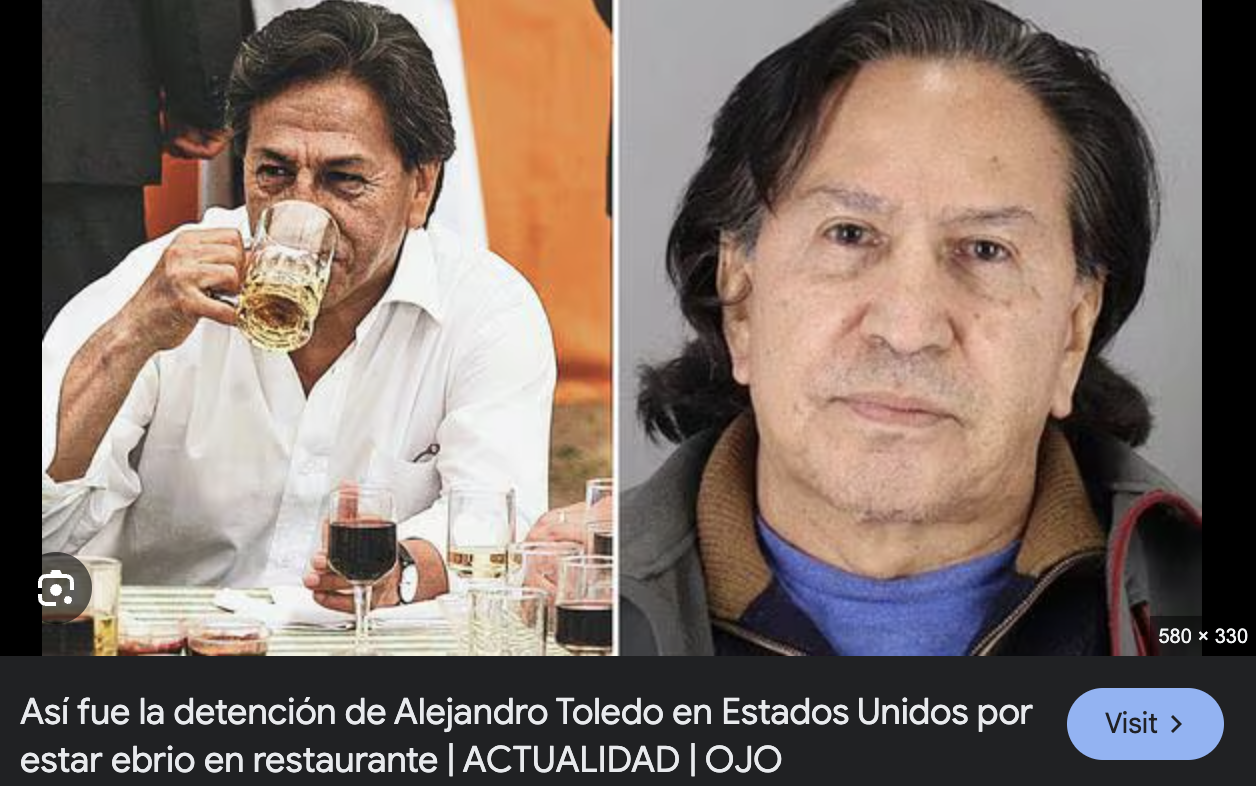 580 × 330
Así fue la detención de Alejandro Toledo en Estados Unidos por
estar ebrio en restaurante | ACTUALIDAD | OJO
Visit